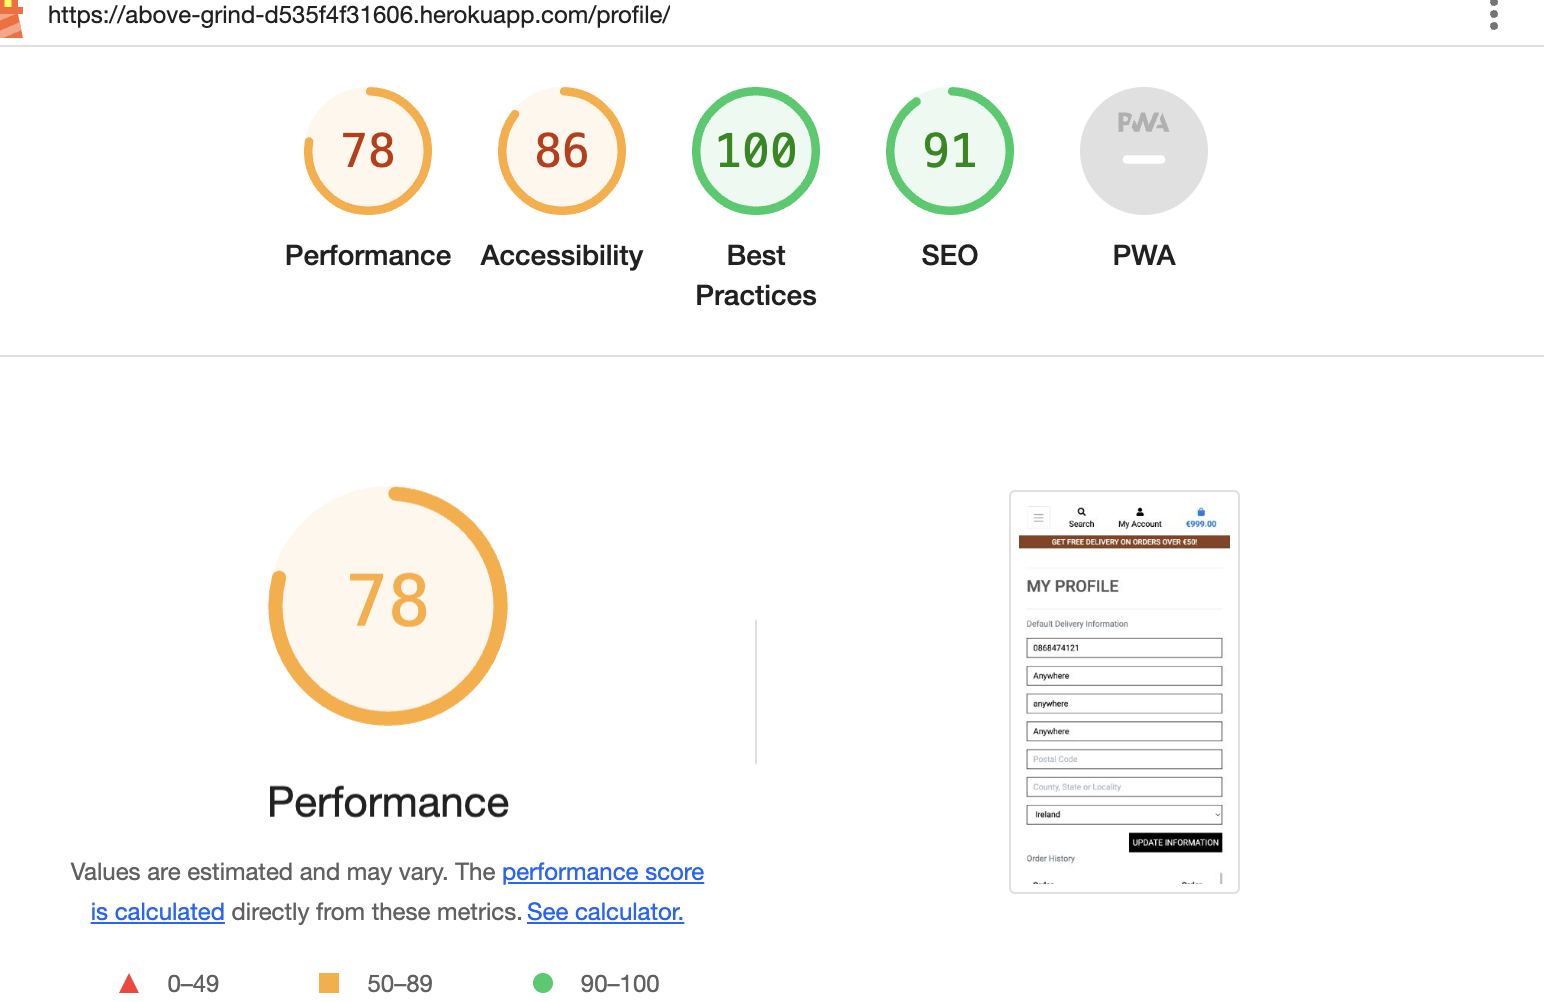 https://above-grind-d535f4f31606.herokuapp.com/profile/
78
86
100
91
PWA
Performance
Accessibility
Best
Practices
SEO
PWA
78
Performance
Values are estimated and may vary. The performance score
is calculated directly from these metrics. See calculator.
0–49
50–89
90–100
Search
My Account
€999.00
GET FREE DELIVERY ON ORDERS OVER €50!
MY PROFILE
Default Delivery Information
0868474121
Anywhere
anywhere
Anywhere
Postal Code
County, State or Locality
Ireland
UPDATE INFORMATION
Order History